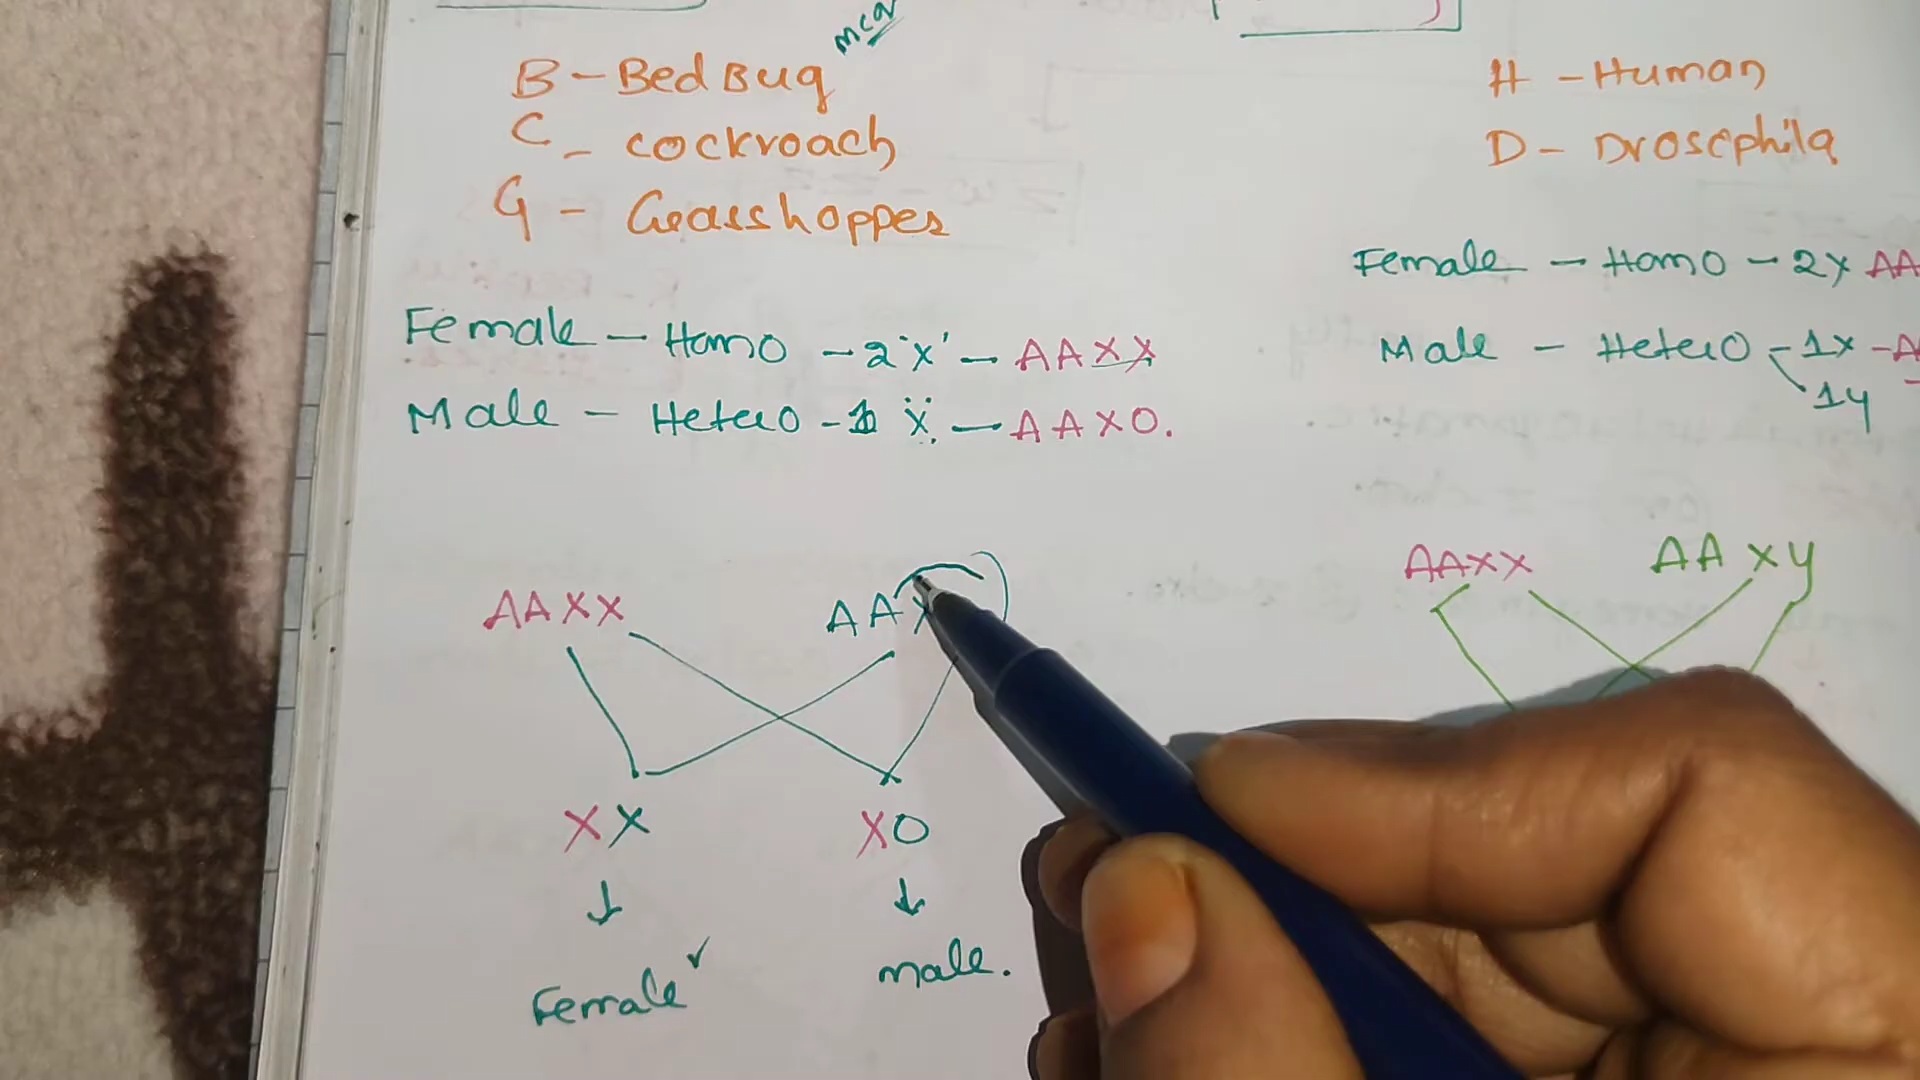 mcq
B - Bed Bug
C - cockroach
G - Grasshopper
Female - Homo - 2 'X' - AAXX
Male - Hetero - 1 X - AAXO.
AAXX AAX
XX XO
↓ ↓
Female ✓ male.
H - Human
D - Drosophila
Female - Homo - 2X AA
Male - Hetero - 1X - A
1y
AAXX AAXY